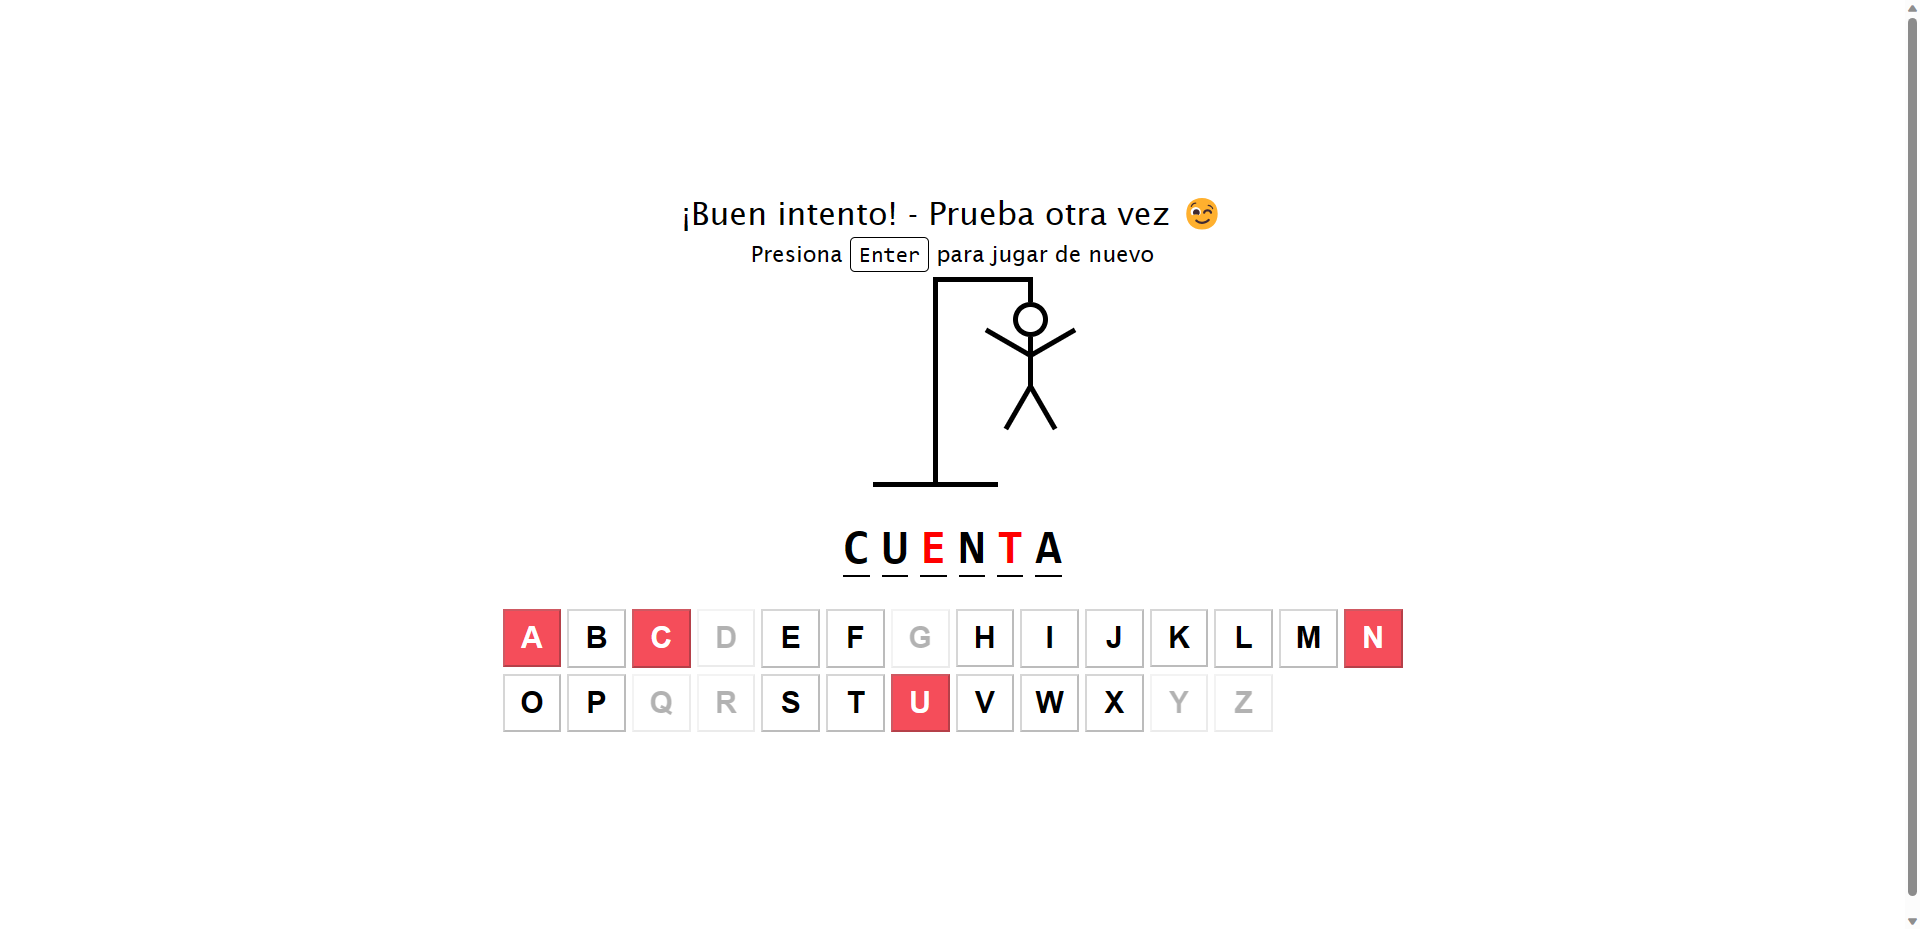 ¡Buen intento! - Prueba otra vez 😉
Presiona Enter para jugar de nuevo
C U E N T A
A B C D E F G H I J K L M N
O P Q R S T U V W X Y Z